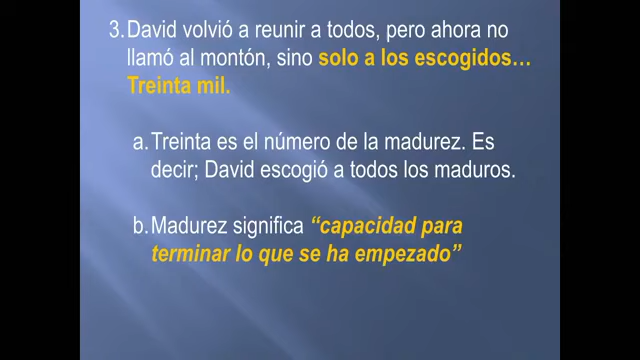 3. David volvió a reunir a todos, pero ahora no
llamó al montón, sino solo a los escogidos…
Treinta mil.
a. Treinta es el número de la madurez. Es
decir; David escogió a todos los maduros.
b. Madurez significa “capacidad para
terminar lo que se ha empezado”